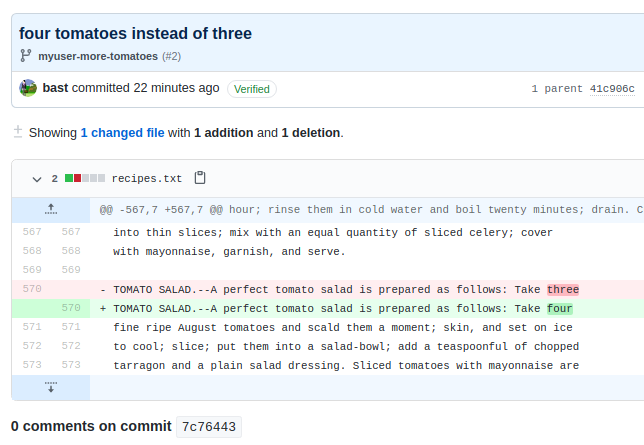 four tomatoes instead of three
myuser-more-tomatoes (#2)
bast committed 22 minutes ago Verified 1 parent 41c906c
Showing 1 changed file with 1 addition and 1 deletion.
2 recipes.txt
@@ -567,7 +567,7 @@ hour; rinse them in cold water and boil twenty minutes; drain. C
567 567 into thin slices; mix with an equal quantity of sliced celery; cover
568 568 with mayonnaise, garnish, and serve.
569 569
570 - TOMATO SALAD.--A perfect tomato salad is prepared as follows: Take three
570 + TOMATO SALAD.--A perfect tomato salad is prepared as follows: Take four
571 571 fine ripe August tomatoes and scald them a moment; skin, and set on ice
572 572 to cool; slice; put them into a salad-bowl; add a teaspoonful of chopped
573 573 tarragon and a plain salad dressing. Sliced tomatoes with mayonnaise are
0 comments on commit 7c76443